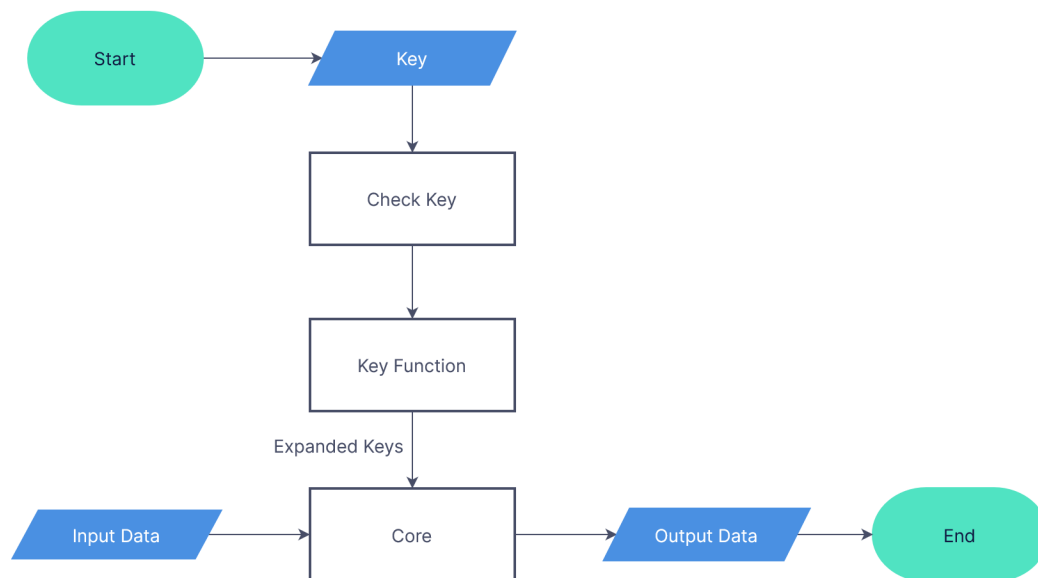 Start
Key
Check Key
Key Function
Expanded Keys
Input Data
Core
Output Data
End